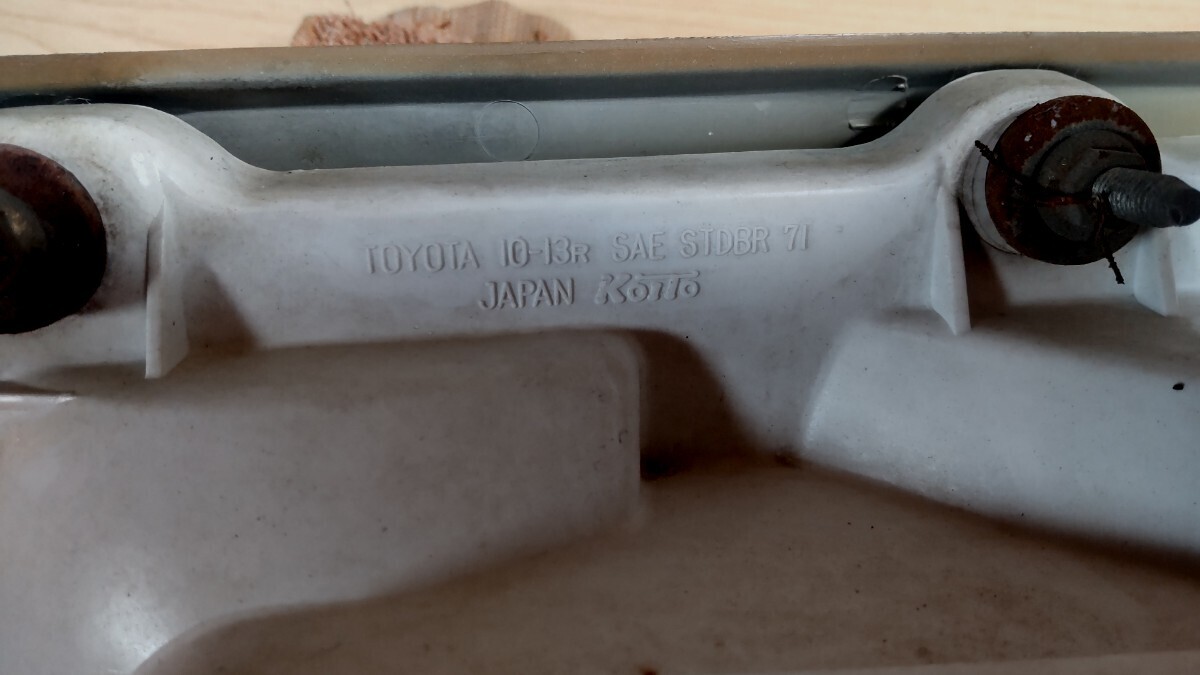 TOYOTA 10-13R SAE STDBR 71
JAPAN KOITO